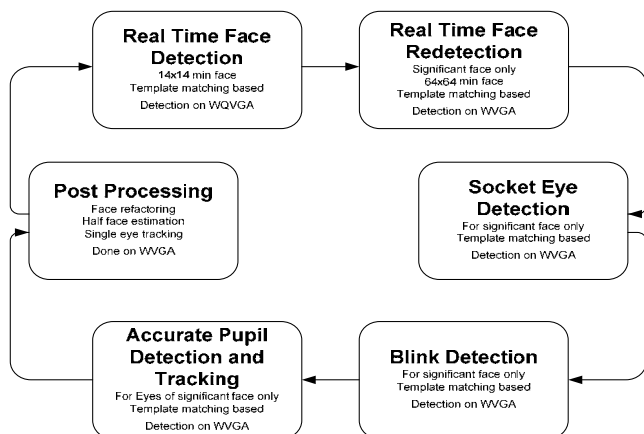 Real Time Face
Detection
14x14 min face
Template matching based
Detection on WQVGA
Real Time Face
Redetection
Significant face only
64x64 min face
Template matching based
Detection on WVGA
Socket Eye
Detection
For significant face only
Template matching based
Detection on WVGA
Blink Detection
For significant face only
Template matching based
Detection on WVGA
Accurate Pupil
Detection and
Tracking
For Eyes of significant face only
Template matching based
Detection on WVGA
Post Processing
Face refactoring
Half face estimation
Single eye tracking
Done on WVGA